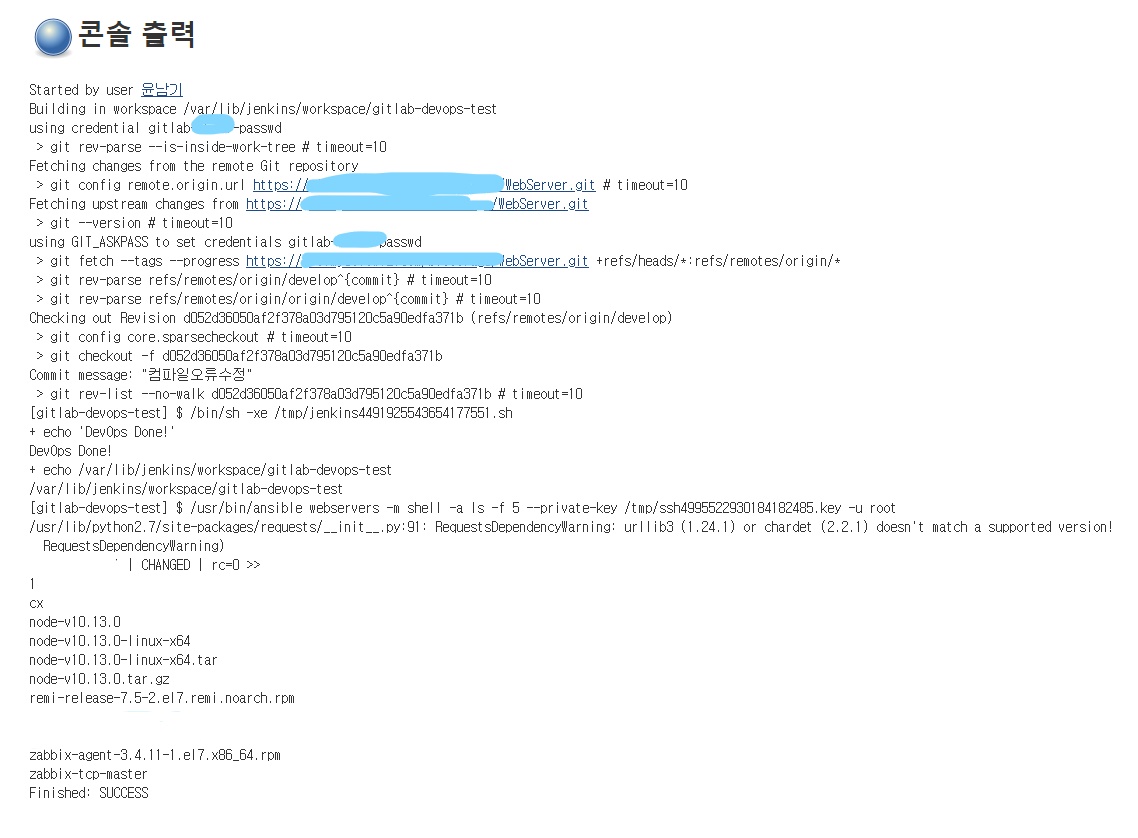 콘솔 출력
Started by user 윤남기
Building in workspace /var/lib/jenkins/workspace/gitlab-devops-test
using credential gitlab- -passwd
 > git rev-parse --is-inside-work-tree # timeout=10
Fetching changes from the remote Git repository
 > git config remote.origin.url https:// /WebServer.git # timeout=10
Fetching upstream changes from https:// /WebServer.git
 > git --version # timeout=10
using GIT_ASKPASS to set credentials gitlab- passwd
 > git fetch --tags --progress https:// WebServer.git +refs/heads/*:refs/remotes/origin/*
 > git rev-parse refs/remotes/origin/develop^{commit} # timeout=10
 > git rev-parse refs/remotes/origin/origin/develop^{commit} # timeout=10
Checking out Revision d052d36050af2f378a03d795120c5a90edfa371b (refs/remotes/origin/develop)
 > git config core.sparsecheckout # timeout=10
 > git checkout -f d052d36050af2f378a03d795120c5a90edfa371b
Commit message: "컴파일오류수정"
 > git rev-list --no-walk d052d36050af2f378a03d795120c5a90edfa371b # timeout=10
[gitlab-devops-test] $ /bin/sh -xe /tmp/jenkins4491925543654177551.sh
+ echo 'DevOps Done!'
DevOps Done!
+ echo /var/lib/jenkins/workspace/gitlab-devops-test
/var/lib/jenkins/workspace/gitlab-devops-test
[gitlab-devops-test] $ /usr/bin/ansible webservers -m shell -a ls -f 5 --private-key /tmp/ssh4995522930184182485.key -u root
/usr/lib/python2.7/site-packages/requests/__init__.py:91: RequestsDependencyWarning: urllib3 (1.24.1) or chardet (2.2.1) doesn't match a supported version!
  RequestsDependencyWarning)
| CHANGED | rc=0 >>
1
cx
node-v10.13.0
node-v10.13.0-linux-x64
node-v10.13.0-linux-x64.tar
node-v10.13.0.tar.gz
remi-release-7.5-2.el7.remi.noarch.rpm
zabbix-agent-3.4.11-1.el7.x86_64.rpm
zabbix-tcp-master
Finished: SUCCESS